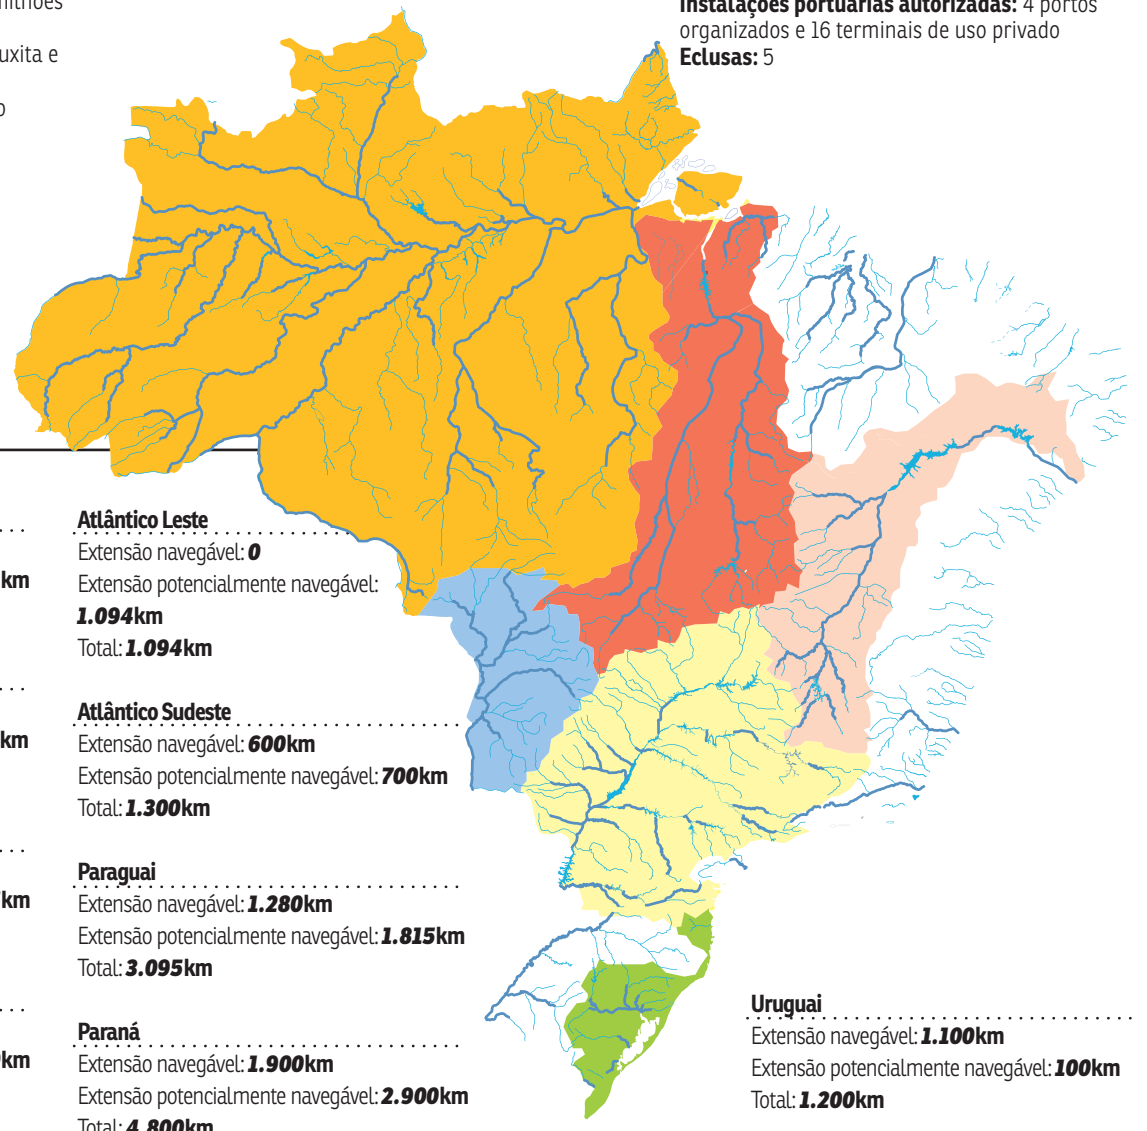 uxita e
Instalações portuárias autorizadas: 4 portos
organizados e 16 terminais de uso privado
Eclusas: 5
km
km
km
km
Atlântico Leste
Extensão navegável: 0
Extensão potencialmente navegável:
1.094km
Total: 1.094km
Atlântico Sudeste
Extensão navegável: 600km
Extensão potencialmente navegável: 700km
Total: 1.300km
Paraguai
Extensão navegável: 1.280km
Extensão potencialmente navegável: 1.815km
Total: 3.095km
Paraná
Extensão navegável: 1.900km
Extensão potencialmente navegável: 2.900km
Total: 4.800km
Uruguai
Extensão navegável: 1.100km
Extensão potencialmente navegável: 100km
Total: 1.200km